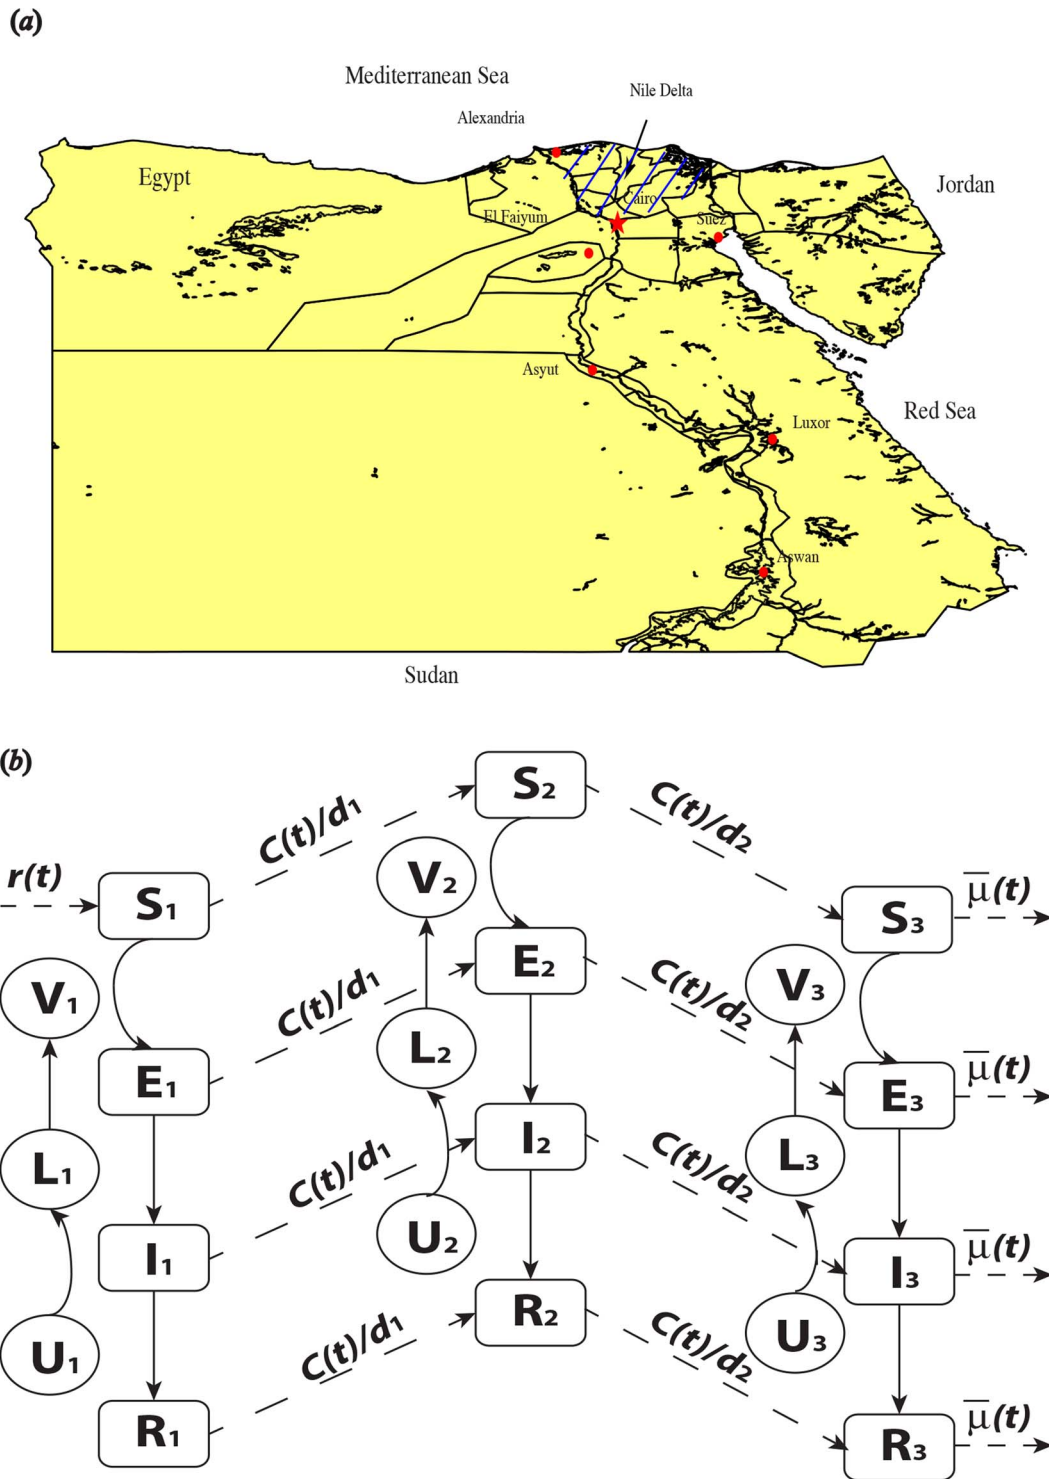 (a)
Mediterranean Sea
Nile Delta
Alexandria
Egypt
Jordan
Cairo
El Faiyum
Suez
Asyut
Luxor
Red Sea
Aswan
Sudan
(b)
S2
C(t)/d1
C(t)/d2
V2
r(t)
S1
S3
μ̅(t)
E2
V1
V3
C(t)/d1
C(t)/d2
L2
E1
E3
μ̅(t)
I2
L1
L3
C(t)/d1
C(t)/d2
U2
I1
I3
μ̅(t)
R2
U1
U3
C(t)/d1
C(t)/d2
R1
R3
μ̅(t)